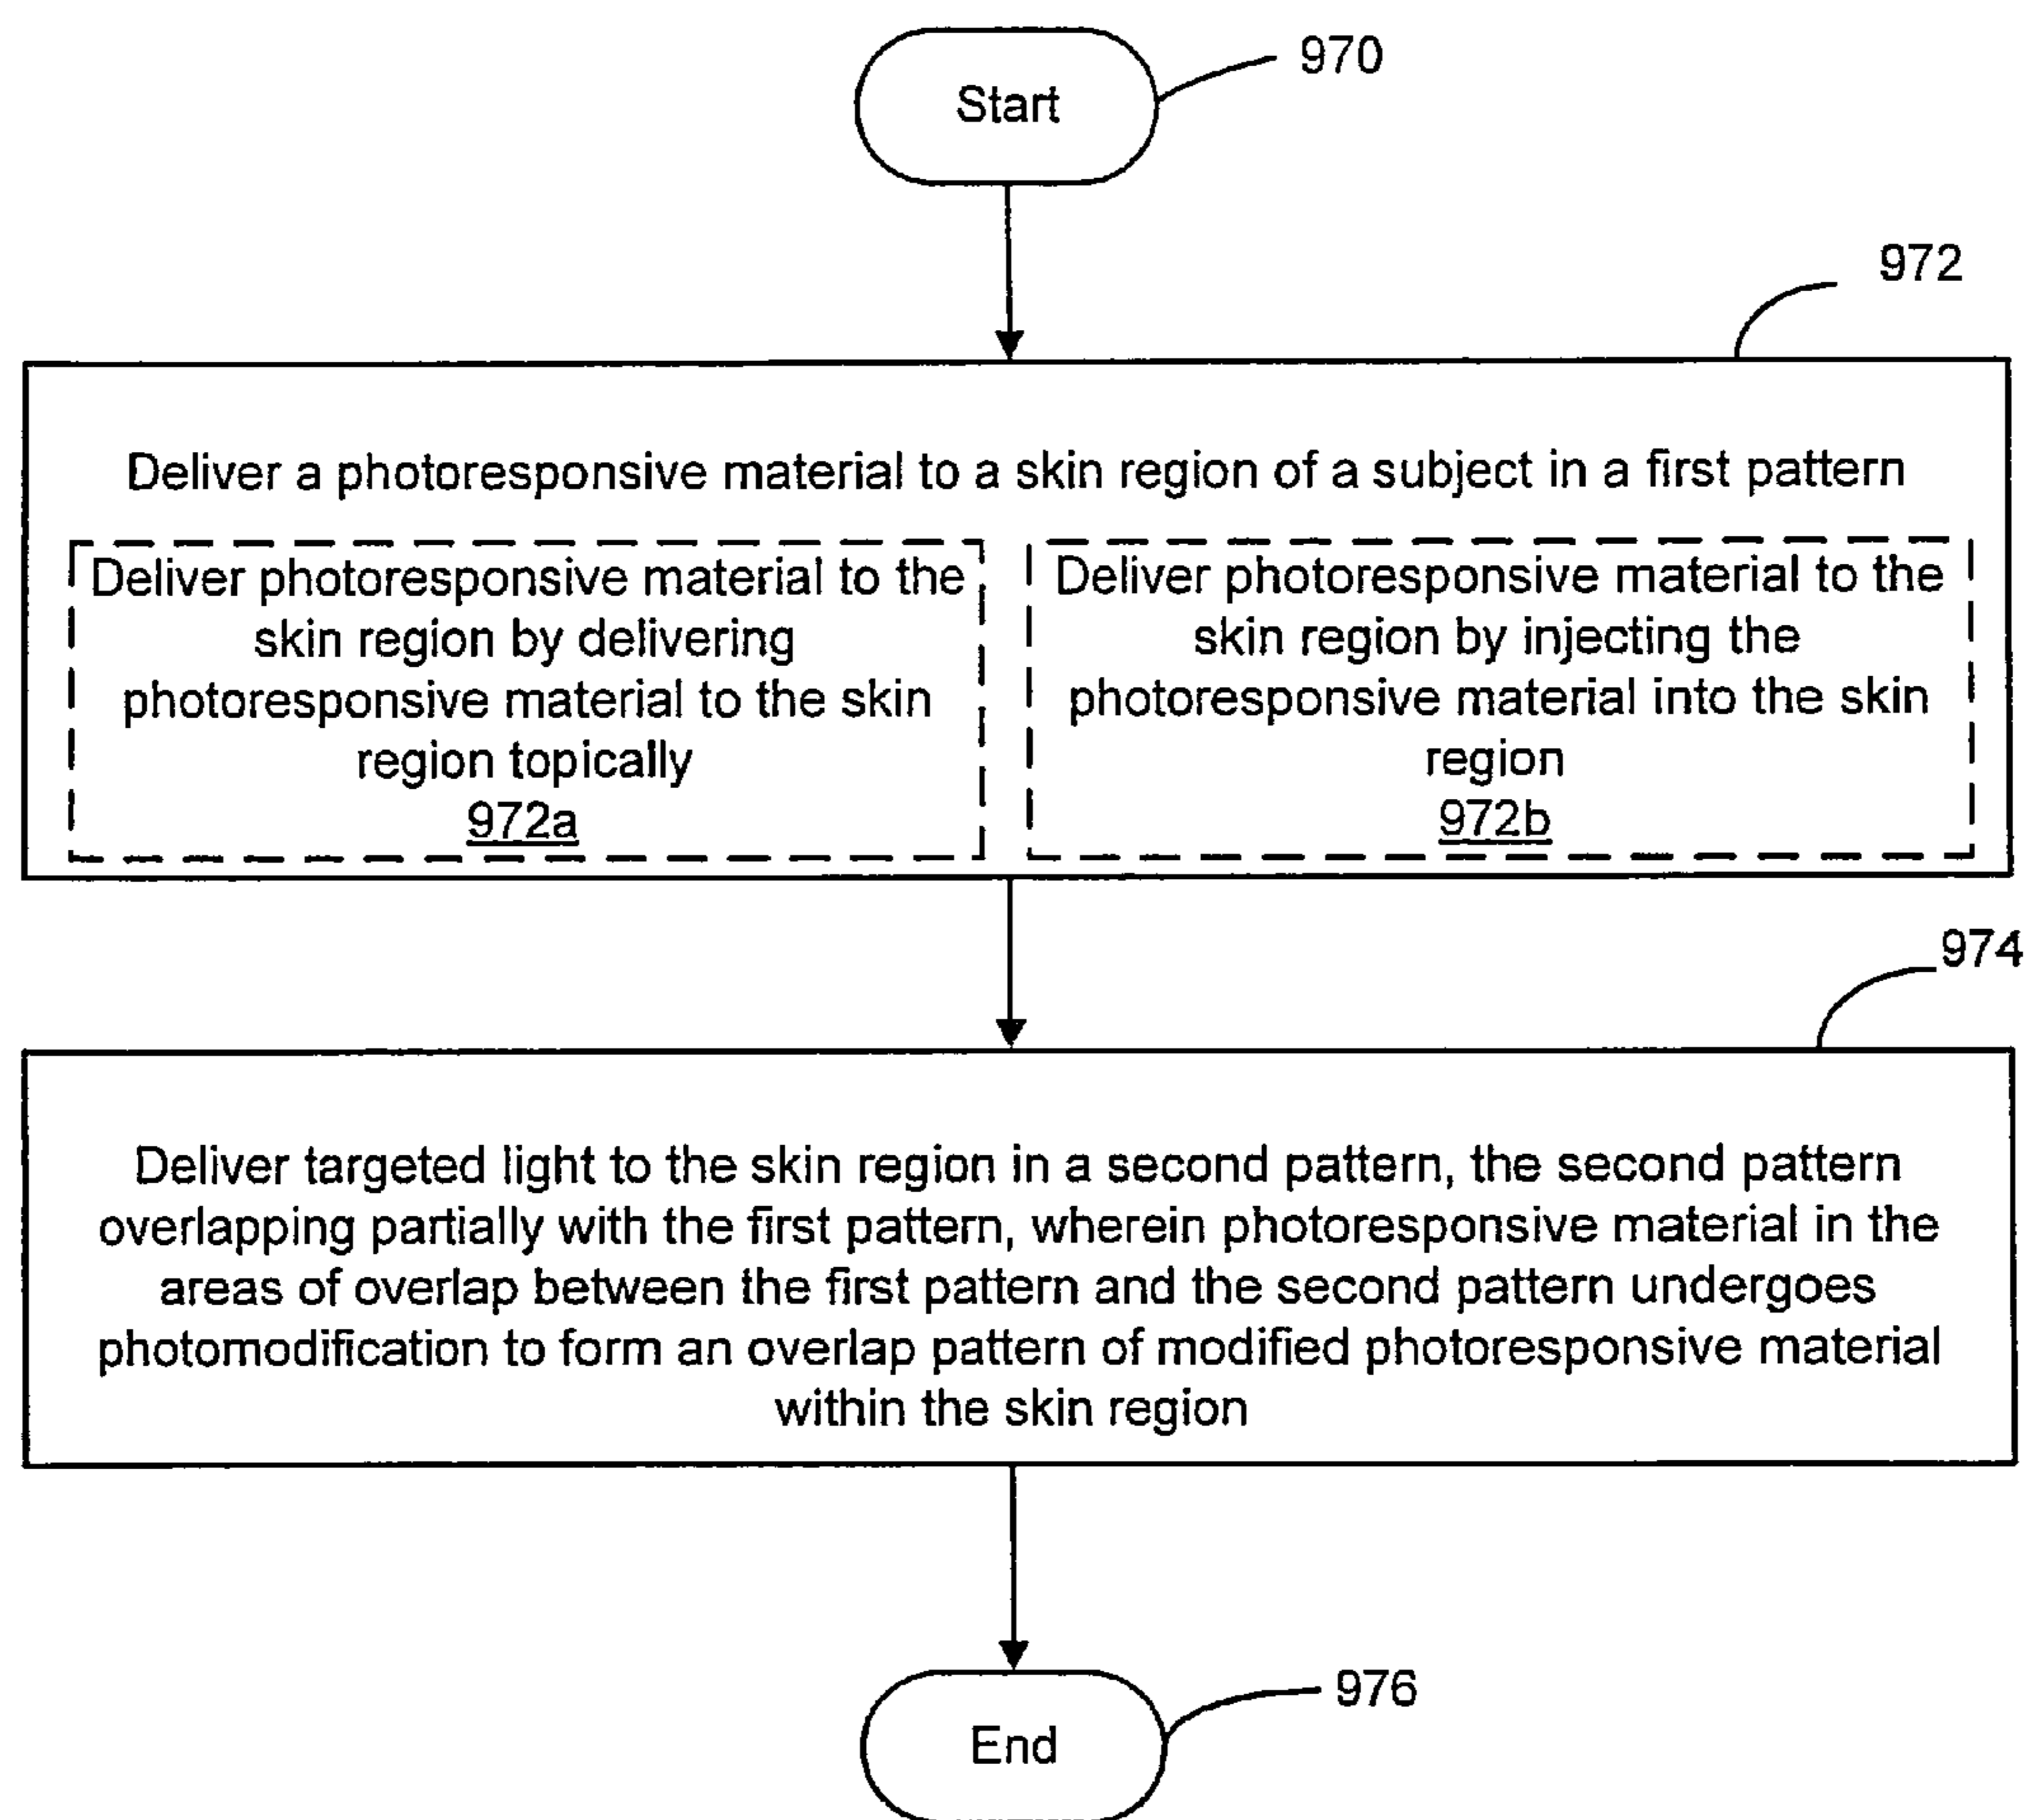 Start
970
972
Deliver a photoresponsive material to a skin region of a subject in a first pattern
Deliver photoresponsive material to the
skin region by delivering
photoresponsive material to the skin
region topically
972a
Deliver photoresponsive material to the
skin region by injecting the
photoresponsive material into the skin
region
972b
974
Deliver targeted light to the skin region in a second pattern, the second pattern
overlapping partially with the first pattern, wherein photoresponsive material in the
areas of overlap between the first pattern and the second pattern undergoes
photomodification to form an overlap pattern of modified photoresponsive material
within the skin region
976
End